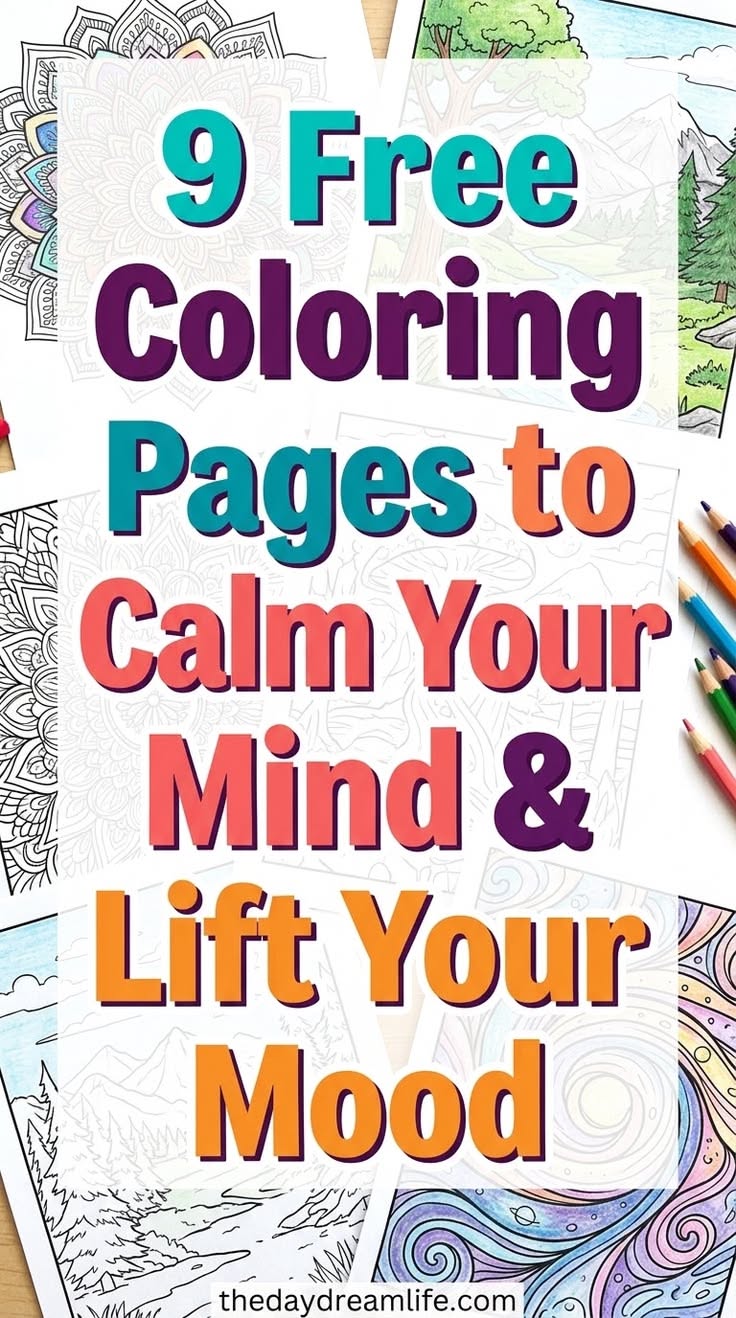 9 Free
Coloring
Pages to
Calm Your
Mind &
Lift Your
Mood
thedaydreamlife.com